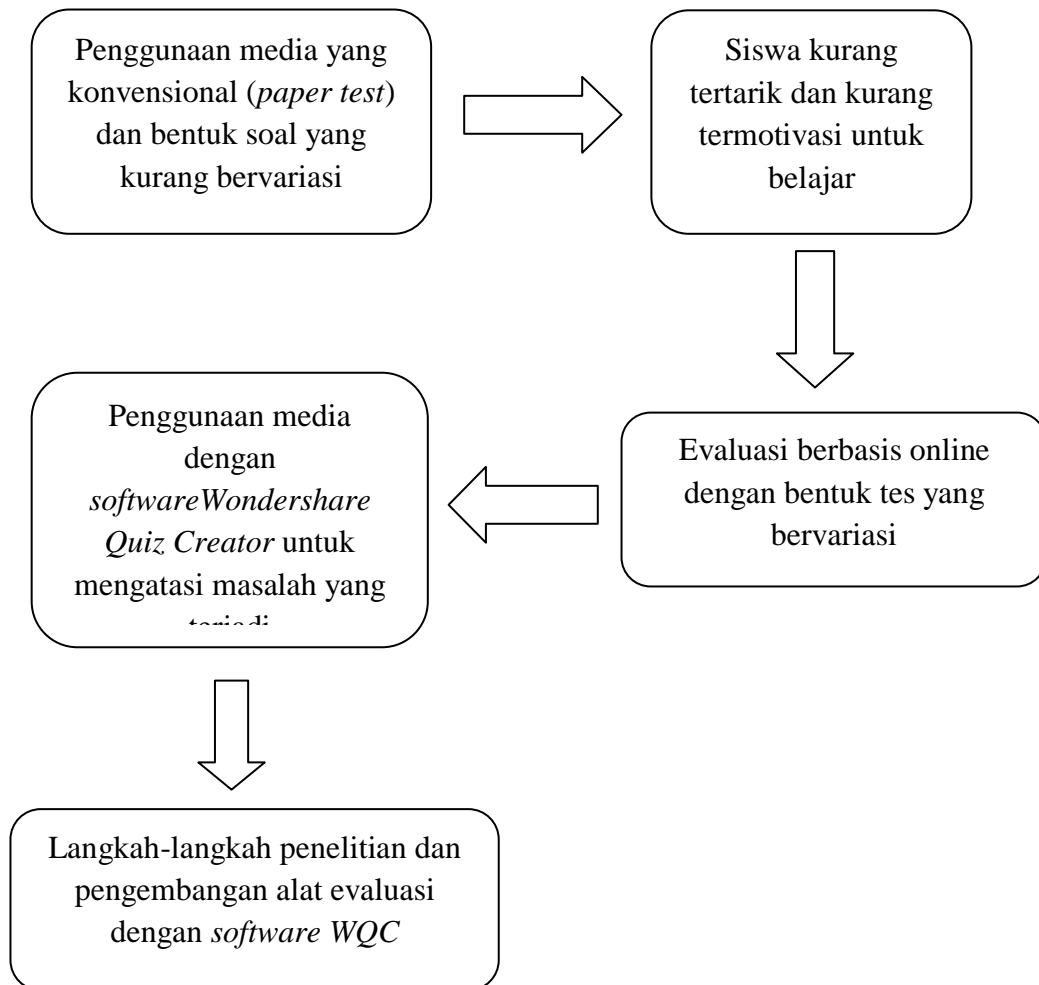 Penggunaan media yang
konvensional (paper test)
dan bentuk soal yang
kurang bervariasi
Siswa kurang
tertarik dan kurang
termotivasi untuk
belajar
Evaluasi berbasis online
dengan bentuk tes yang
bervariasi
Penggunaan media
dengan
softwareWondershare
Quiz Creator untuk
mengatasi masalah yang
Langkah-langkah penelitian dan
pengembangan alat evaluasi
dengan software WQC